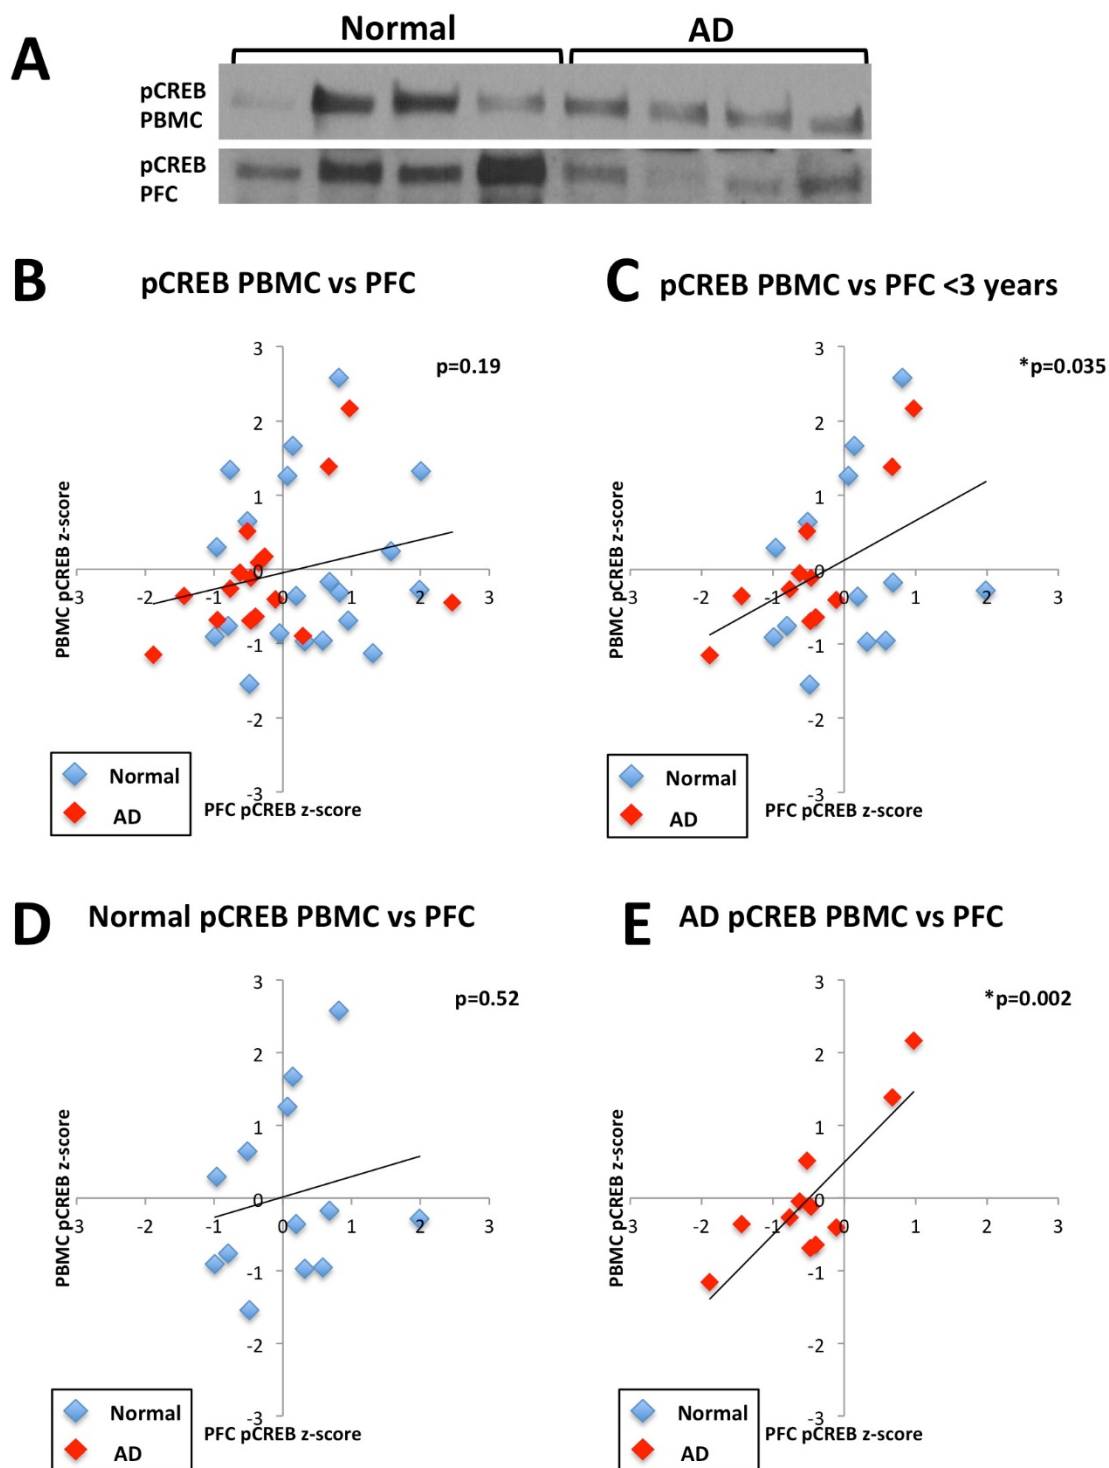 A
Normal
AD
pCREB
PBMC
pCREB
PFC
B
pCREB PBMC vs PFC
p=0.19
3
2
1
0
-1
-2
-3
-3
-2
-1
0
1
2
3
PBMC pCREB z-score
PFC pCREB z-score
Normal
AD
C
pCREB PBMC vs PFC <3 years
*p=0.035
3
2
1
0
-1
-2
-3
-3
-2
-1
0
1
2
3
PBMC pCREB z-score
PFC pCREB z-score
Normal
AD
D
Normal pCREB PBMC vs PFC
p=0.52
3
2
1
0
-1
-2
-3
-3
-2
-1
0
1
2
3
PBMC pCREB z-score
PFC pCREB z-score
Normal
AD
E
AD pCREB PBMC vs PFC
*p=0.002
3
2
1
0
-1
-2
-3
-3
-2
-1
0
1
2
3
PBMC pCREB z-score
PFC pCREB z-score
Normal
AD